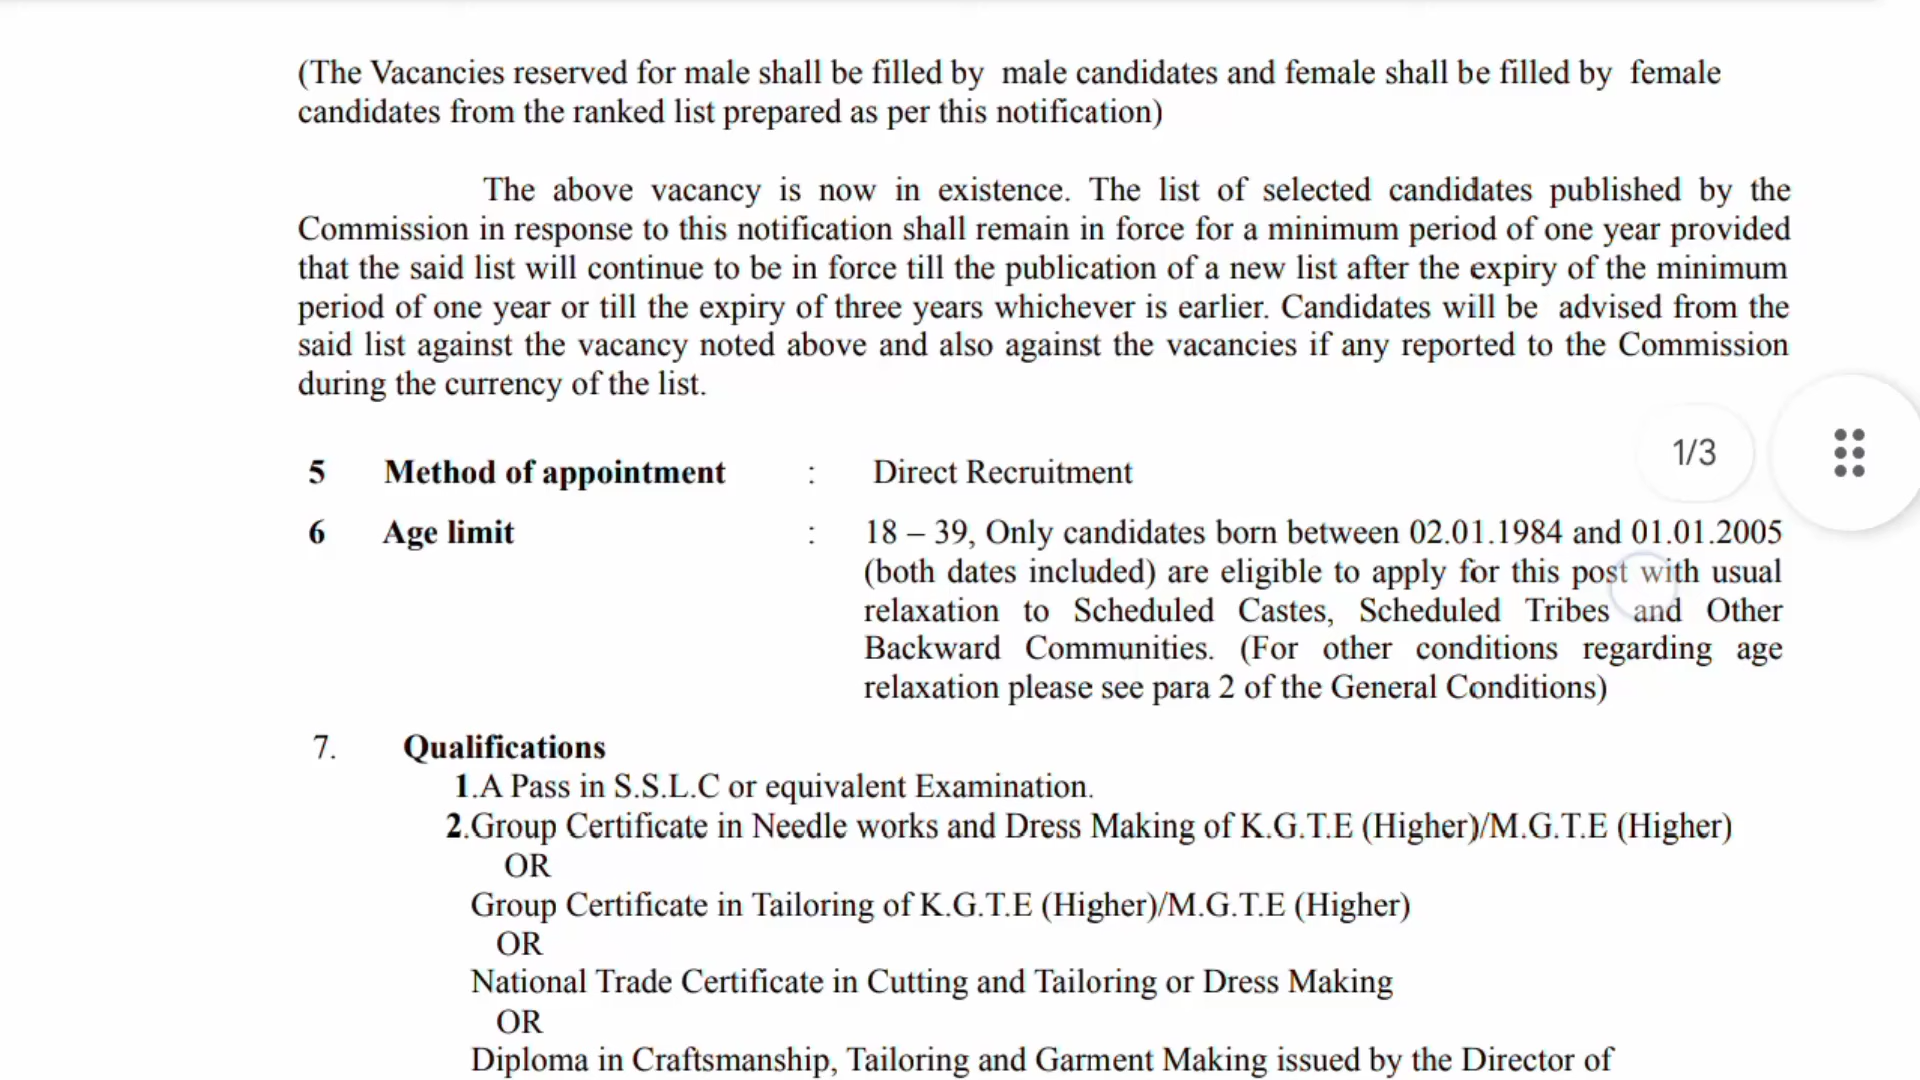 (The Vacancies reserved for male shall be filled by male candidates and female shall be filled by female
candidates from the ranked list prepared as per this notification)
The above vacancy is now in existence. The list of selected candidates published by the
Commission in response to this notification shall remain in force for a minimum period of one year provided
that the said list will continue to be in force till the publication of a new list after the expiry of the minimum
period of one year or till the expiry of three years whichever is earlier. Candidates will be advised from the
said list against the vacancy noted above and also against the vacancies if any reported to the Commission
during the currency of the list.
1/3
5 Method of appointment : Direct Recruitment
6 Age limit : 18 – 39, Only candidates born between 02.01.1984 and 01.01.2005
(both dates included) are eligible to apply for this post with usual
relaxation to Scheduled Castes, Scheduled Tribes and Other
Backward Communities. (For other conditions regarding age
relaxation please see para 2 of the General Conditions)
7. Qualifications
1.A Pass in S.S.L.C or equivalent Examination.
2.Group Certificate in Needle works and Dress Making of K.G.T.E (Higher)/M.G.T.E (Higher)
OR
Group Certificate in Tailoring of K.G.T.E (Higher)/M.G.T.E (Higher)
OR
National Trade Certificate in Cutting and Tailoring or Dress Making
OR
Diploma in Craftsmanship, Tailoring and Garment Making issued by the Director of